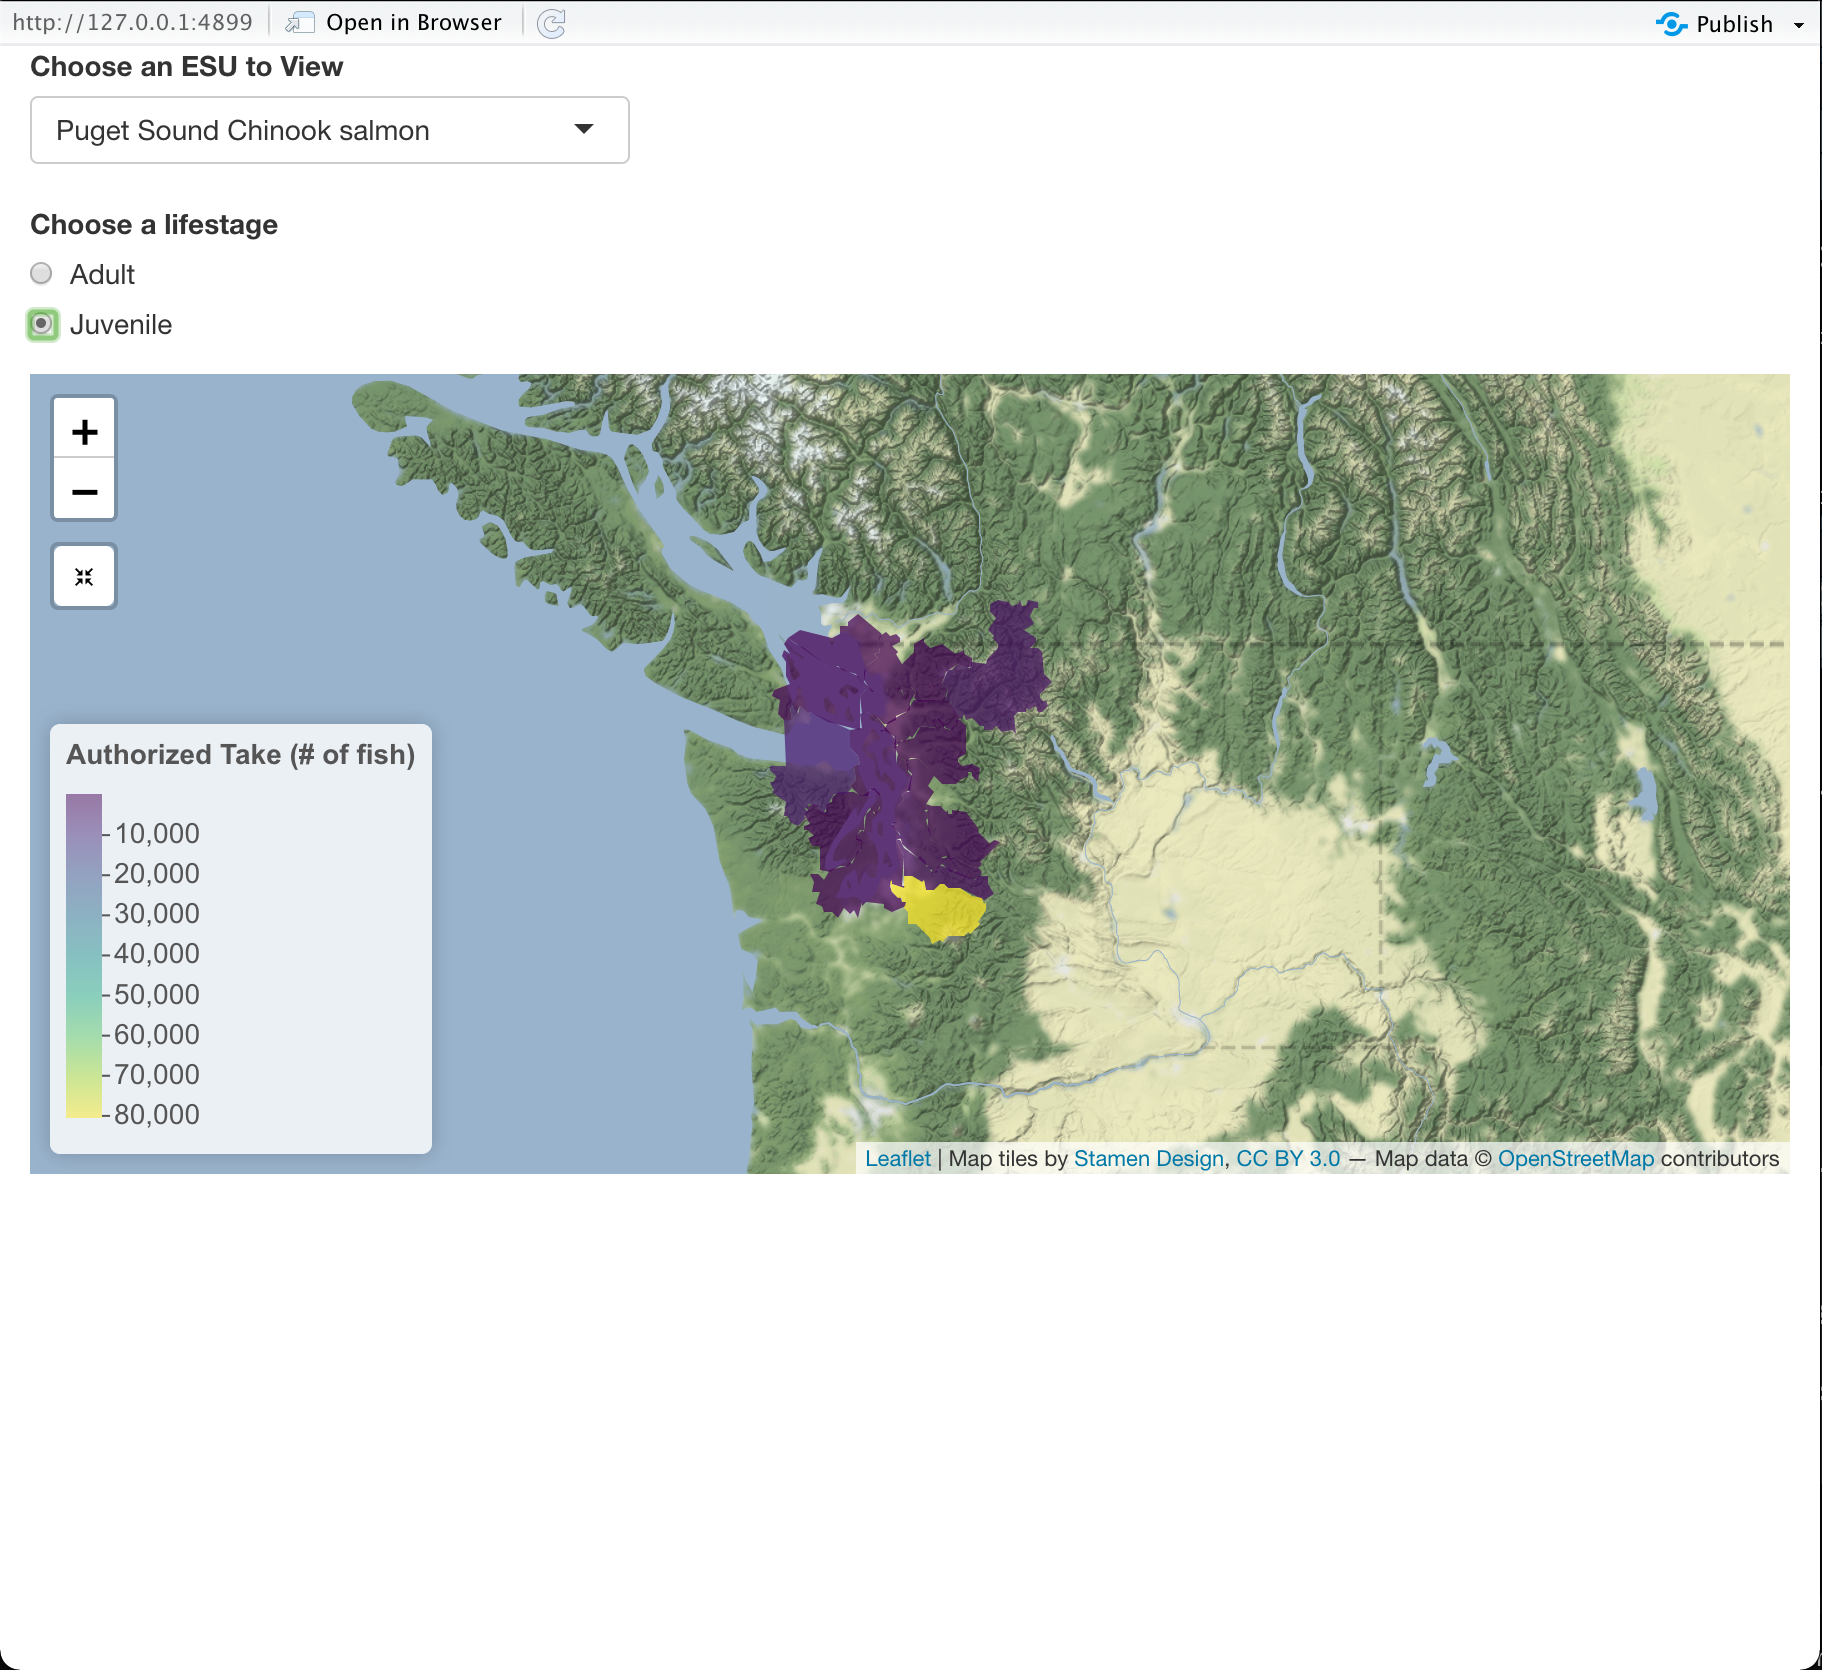 http://127.0.0.1:4899 Open in Browser Publish
Choose an ESU to View
Puget Sound Chinook salmon
Choose a lifestage
Adult
Juvenile
+
−
Authorized Take (# of fish)
10,000
20,000
30,000
40,000
50,000
60,000
70,000
80,000
Leaflet | Map tiles by Stamen Design, CC BY 3.0 — Map data © OpenStreetMap contributors